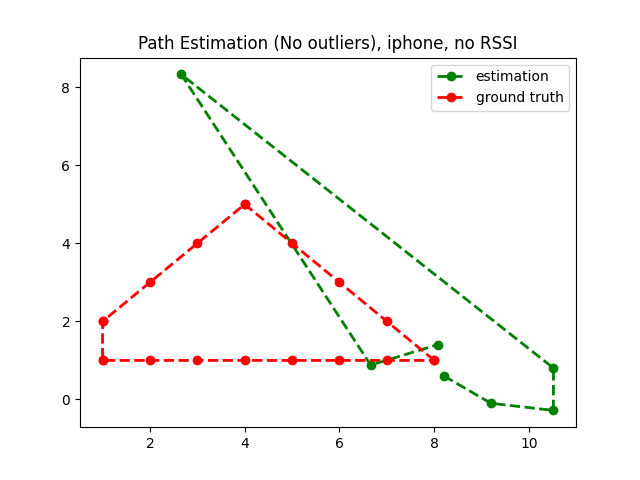 Path Estimation (No outliers), iphone, no RSSI
estimation
ground truth
8
6
4
2
0
2 4 6 8 10